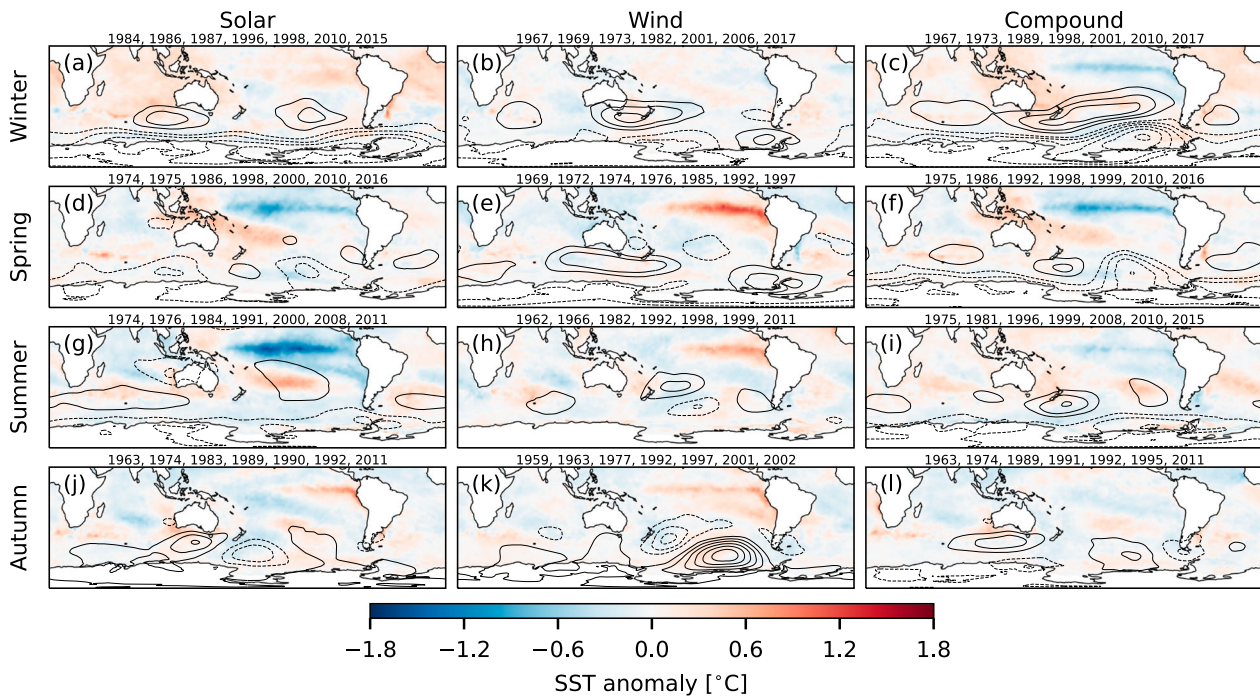 Solar Wind Compound
1984, 1986, 1987, 1996, 1998, 2010, 2015 1967, 1969, 1973, 1982, 2001, 2006, 2017 1967, 1973, 1989, 1998, 2001, 2010, 2017
Winter (a) (b) (c)
1974, 1975, 1986, 1998, 2000, 2010, 2016 1969, 1972, 1974, 1976, 1985, 1992, 1997 1975, 1986, 1992, 1998, 1999, 2010, 2016
Spring (d) (e) (f)
1974, 1976, 1984, 1991, 2000, 2008, 2011 1962, 1966, 1982, 1992, 1998, 1999, 2011 1975, 1981, 1996, 1999, 2008, 2010, 2015
Summer (g) (h) (i)
1963, 1974, 1983, 1989, 1990, 1992, 2011 1959, 1963, 1977, 1992, 1997, 2001, 2002 1963, 1974, 1989, 1991, 1992, 1995, 2011
Autumn (j) (k) (l)
−1.8 −1.2 −0.6 0.0 0.6 1.2 1.8
SST anomaly [°C]